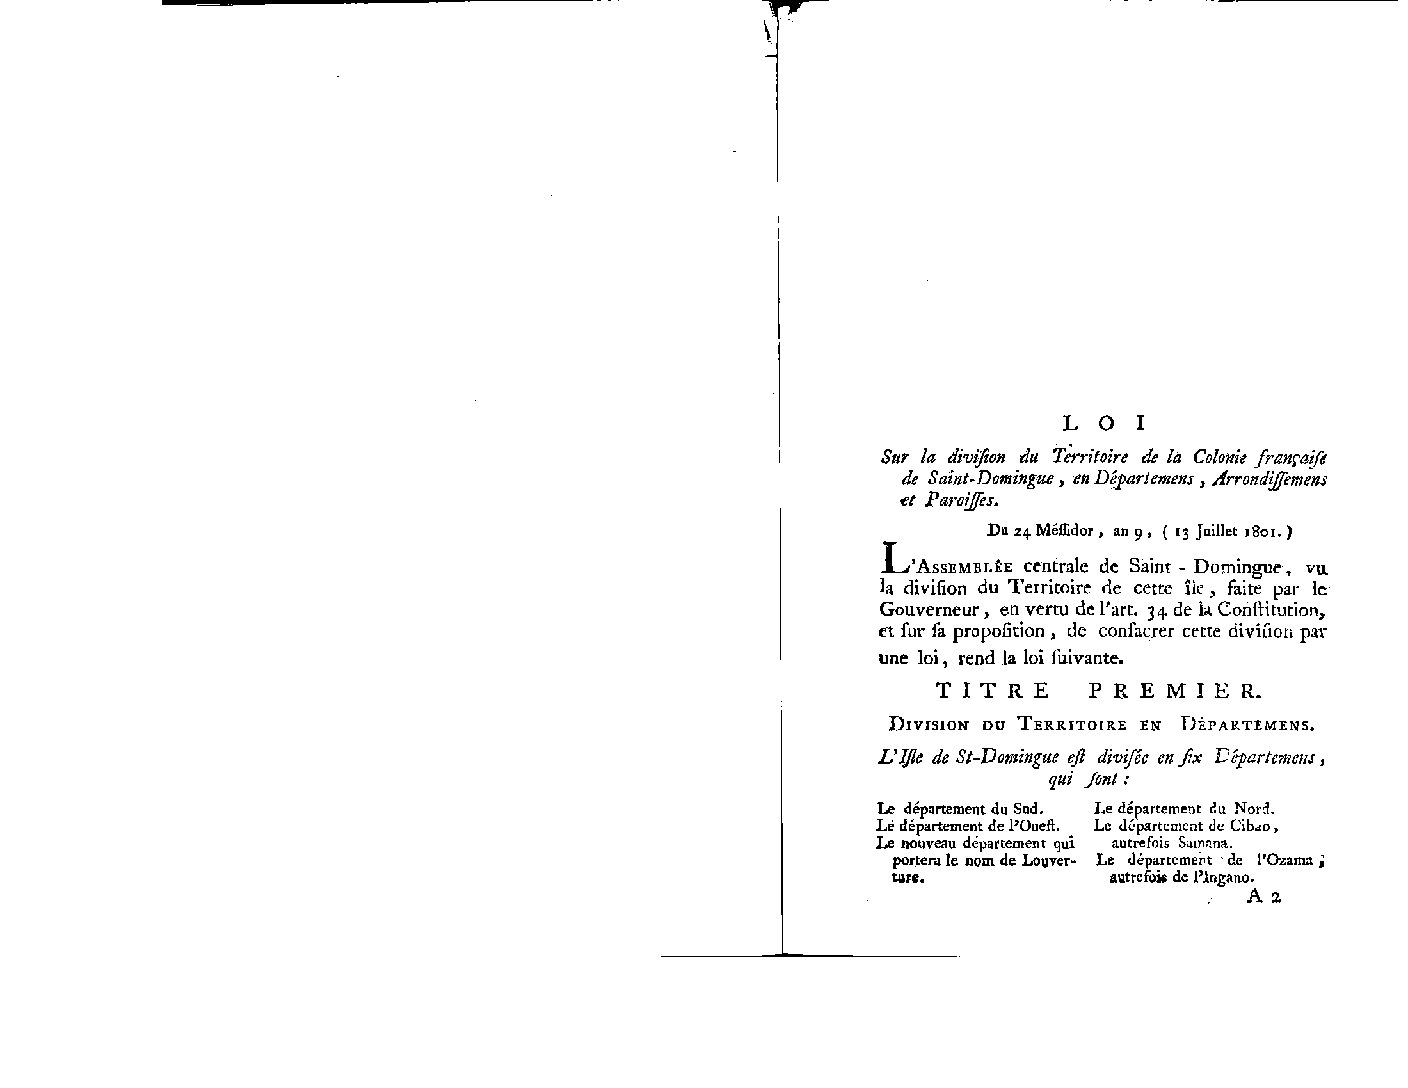 LOI
Sur la diviſion du Territoire de la Colonie françaiſe
de Saint-Domingue, en Départemens, Arrondiſſemens
et Paroiſſes.
Du 24 Méſſidor, an 9, ( 13 Juillet 1801. )
L'ASSEMBLÉE centrale de Saint - Domingue, vu
la diviſion du Territoire de cette île, faite par le
Gouverneur, en vertu de l'art. 34 de la Conſtitution,
et ſur ſa propoſition, de conſacrer cette diviſion par
une loi, rend la loi ſuivante.
TITRE PREMIER.
DIVISION DU TERRITOIRE EN DÉPARTEMENS.
L'Iſle de St-Domingue eſt diviſée en ſix Départemens,
qui ſont :
Le département du Sud.
Le département de l'Oueſt.
Le nouveau département qui
portera le nom de Louver-
ture.
Le département du Nord.
Le département de Cibao,
autrefois Samana.
Le département de l'Ozama ;
autrefois de l'Ingano.
A 2